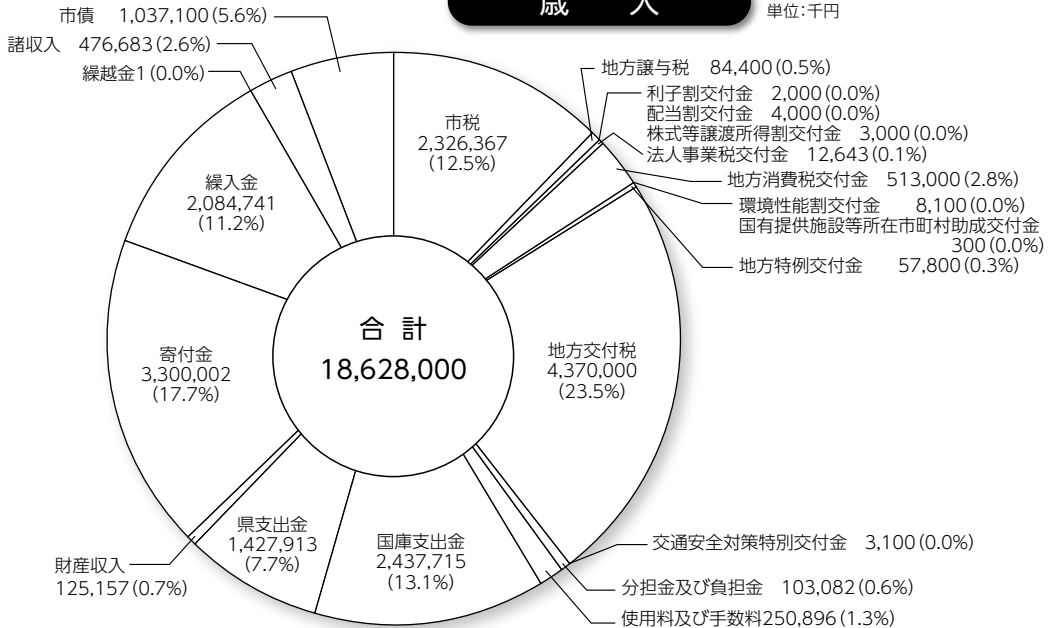 歳 入
単位:千円
市債 1,037,100(5.6%)
諸収入 476,683(2.6%)
繰越金1(0.0%)
地方譲与税 84,400(0.5%)
利子割交付金 2,000(0.0%)
配当割交付金 4,000(0.0%)
株式等譲渡所得割交付金 3,000(0.0%)
法人事業税交付金 12,643(0.1%)
地方消費税交付金 513,000(2.8%)
環境性能割交付金 8,100(0.0%)
国有提供施設等所在市町村助成交付金
300(0.0%)
地方特例交付金 57,800(0.3%)
市税
2,326,367
(12.5%)
繰入金
2,084,741
(11.2%)
合 計
18,628,000
寄付金
3,300,002
(17.7%)
地方交付税
4,370,000
(23.5%)
県支出金
1,427,913
(7.7%)
国庫支出金
2,437,715
(13.1%)
財産収入
125,157(0.7%)
交通安全対策特別交付金 3,100(0.0%)
分担金及び負担金 103,082(0.6%)
使用料及び手数料250,896(1.3%)